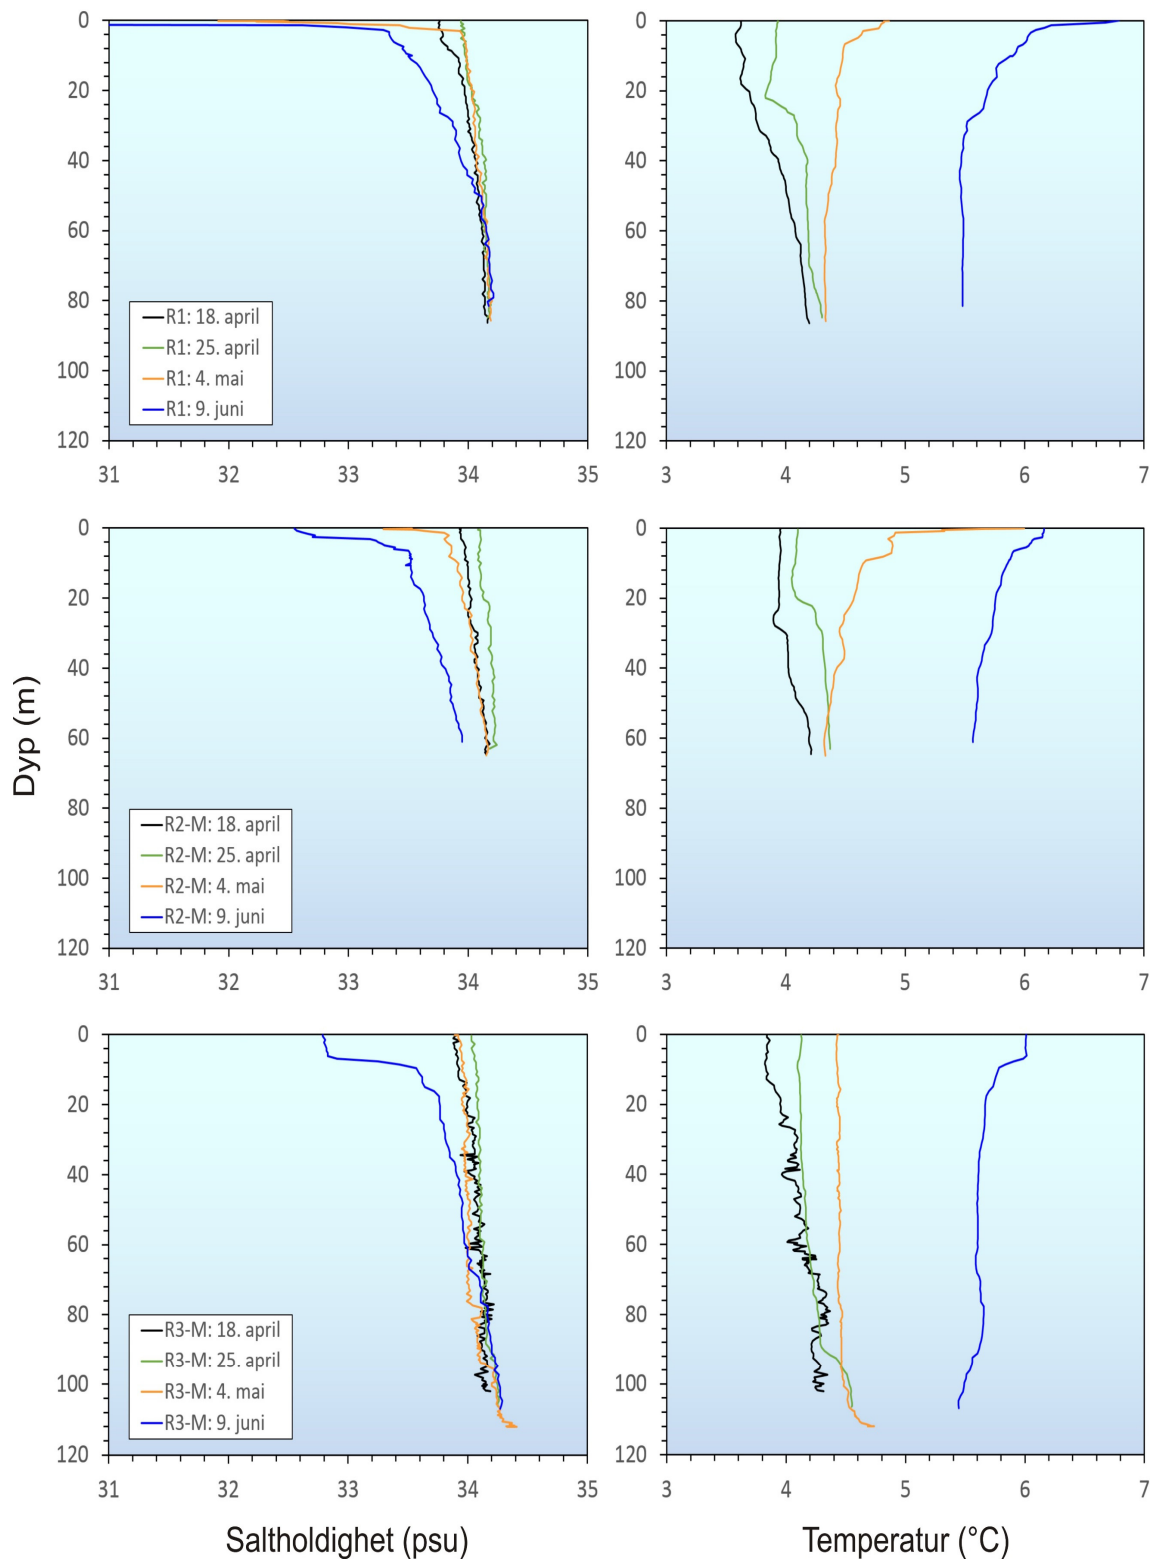 0
20
40
60
80
100
120
31 32 33 34 35
R1: 18. april
R1: 25. april
R1: 4. mai
R1: 9. juni
0
20
40
60
80
100
120
3 4 5 6 7
0
20
40
60
80
100
120
31 32 33 34 35
R2-M: 18. april
R2-M: 25. april
R2-M: 4. mai
R2-M: 9. juni
0
20
40
60
80
100
120
3 4 5 6 7
Dyp (m)
0
20
40
60
80
100
120
31 32 33 34 35
R3-M: 18. april
R3-M: 25. april
R3-M: 4. mai
R3-M: 9. juni
0
20
40
60
80
100
120
3 4 5 6 7
Saltholdighet (psu)
Temperatur (°C)